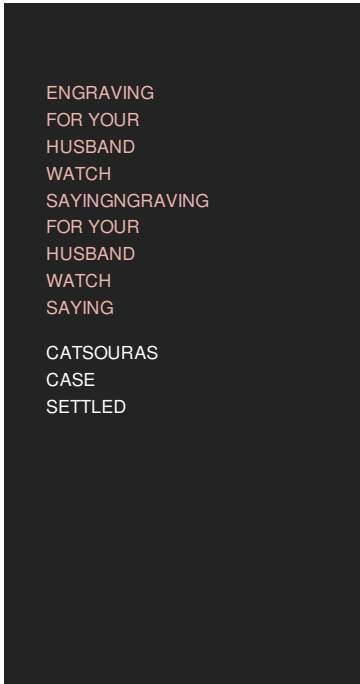 ENGRAVING
FOR YOUR
HUSBAND
WATCH
SAYINGNGRAVING
FOR YOUR
HUSBAND
WATCH
SAYING
CATSOURAS
CASE
SETTLED